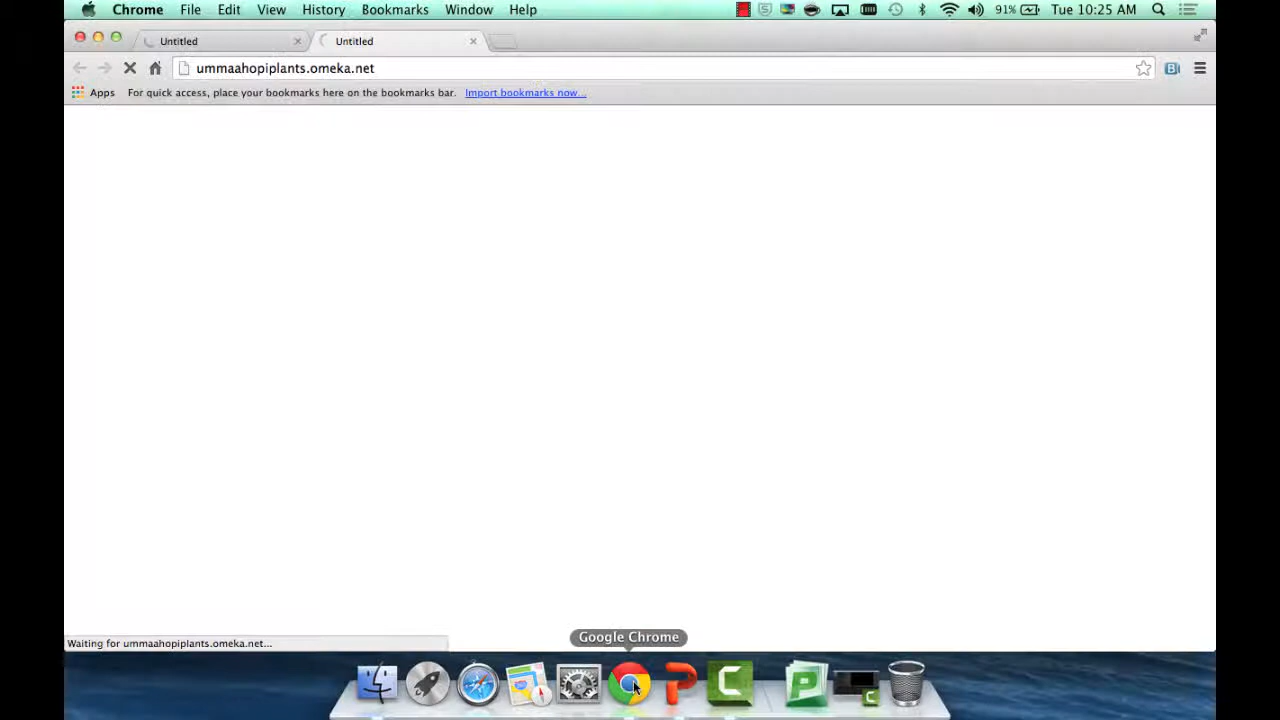 Chrome File Edit View History Bookmarks Window Help 91% Tue 10:25 AM
Untitled Untitled
ummaahopiplants.omeka.net
Apps For quick access, place your bookmarks here on the bookmarks bar. Import bookmarks now...
Waiting for ummaahopiplants.omeka.net...
Google Chrome